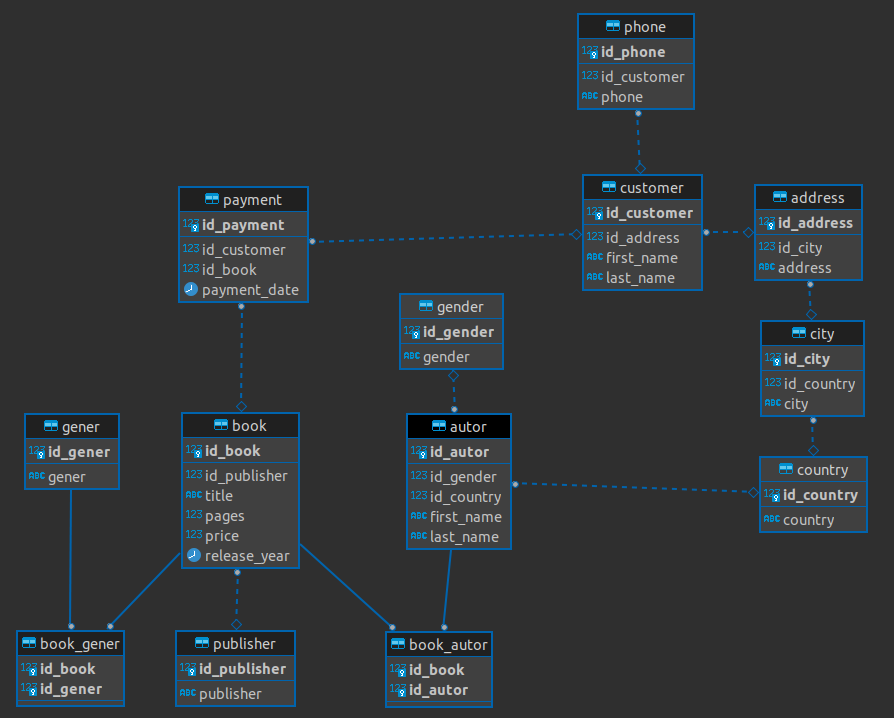 phone
123 id_phone
123 id_customer
ABC phone
customer
123 id_customer
123 id_address
ABC first_name
ABC last_name
address
123 id_address
123 id_city
ABC address
payment
123 id_payment
123 id_customer
123 id_book
payment_date
gender
123 id_gender
ABC gender
city
123 id_city
123 id_country
ABC city
gener
123 id_gener
ABC gener
book
123 id_book
123 id_publisher
ABC title
123 pages
123 price
release_year
autor
123 id_autor
123 id_gender
123 id_country
ABC first_name
ABC last_name
country
123 id_country
ABC country
book_gener
123 id_book
123 id_gener
publisher
123 id_publisher
ABC publisher
book_autor
123 id_book
123 id_autor